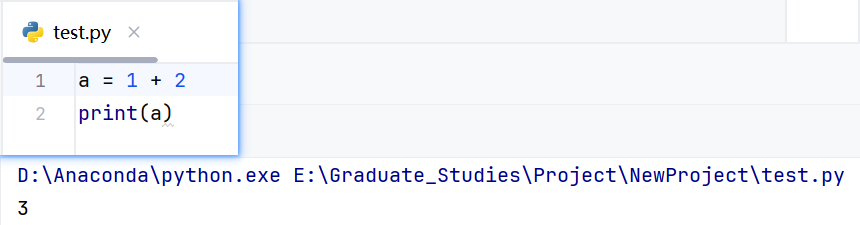 test.py ×
1 a = 1 + 2
2 print(a)
D:\Anaconda\python.exe E:\Graduate_Studies\Project\NewProject\test.py
3